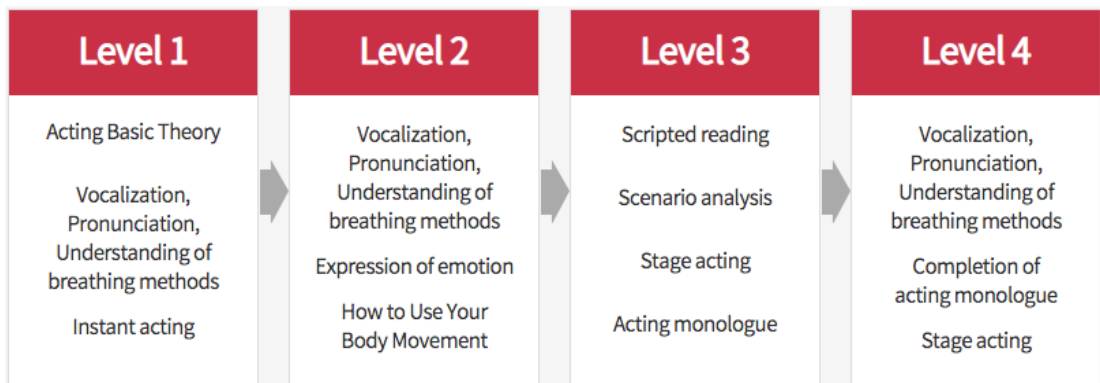 Level 1
Acting Basic Theory
Vocalization,
Pronunciation,
Understanding of
breathing methods
Instant acting
Level 2
Vocalization,
Pronunciation,
Understanding of
breathing methods
Expression of emotion
How to Use Your
Body Movement
Level 3
Scripted reading
Scenario analysis
Stage acting
Acting monologue
Level 4
Vocalization,
Pronunciation,
Understanding of
breathing methods
Completion of
acting monologue
Stage acting